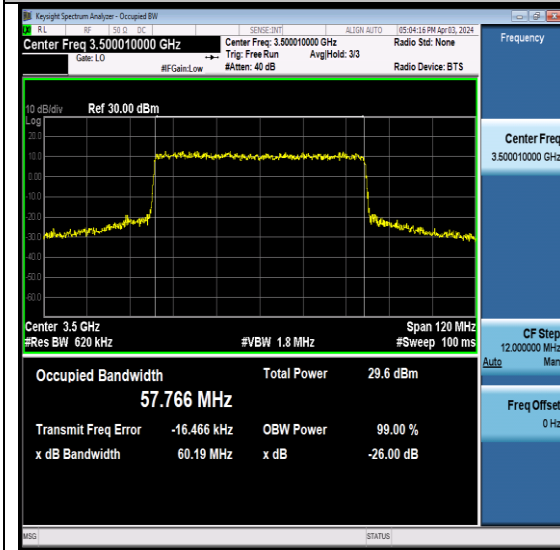 Keysight Spectrum Analyzer - Occupied BW
RL RF 50 Ω DC SENSE:INT ALIGN AUTO 05:04:16 PM Apr 03, 2024
Center Freq 3.500010000 GHz Center Freq: 3.500010000 GHz Radio Std: None Frequency
Gate: LO Trig: Free Run Avg|Hold: 3/3
#IFGain:Low #Atten: 40 dB Radio Device: BTS
10 dB/div Ref 30.00 dBm
Log
20.0
10.0
0.00
10.0
20.0
30.0
40.0
50.0
60.0
Center Freq
3.500010000 GHz
Center 3.5 GHz Span 120 MHz
#Res BW 620 kHz #VBW 1.8 MHz #Sweep 100 ms
CF Step
12.000000 MHz
Auto Man
Occupied Bandwidth Total Power 29.6 dBm
57.766 MHz
Transmit Freq Error -16.466 kHz OBW Power 99.00 %
x dB Bandwidth 60.19 MHz x dB -26.00 dB
Freq Offset
0 Hz
MSG STATUS